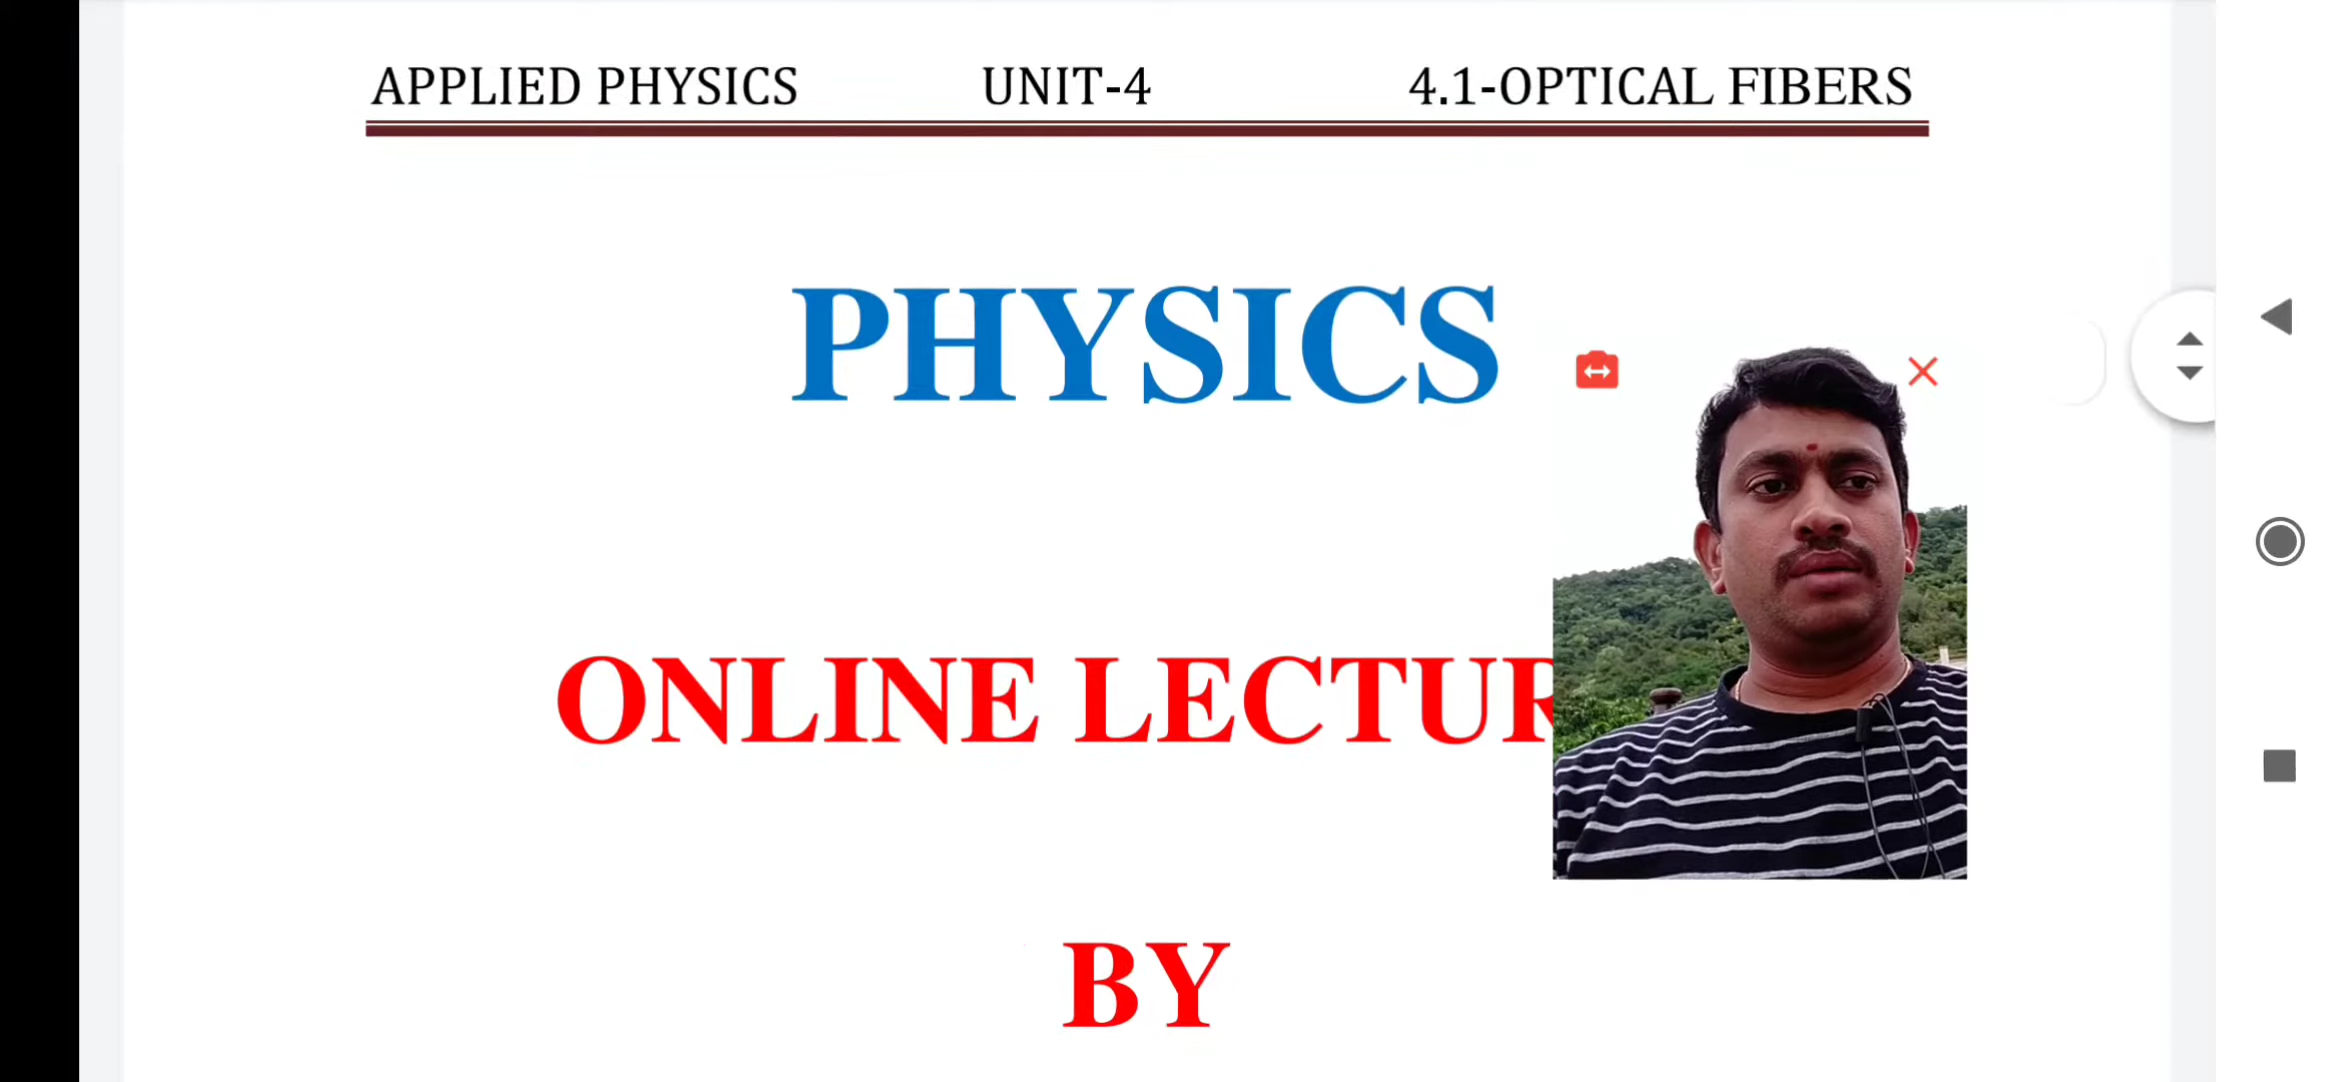 APPLIED PHYSICS UNIT-4 4.1-OPTICAL FIBERS
PHYSICS
ONLINE LECTUR
BY